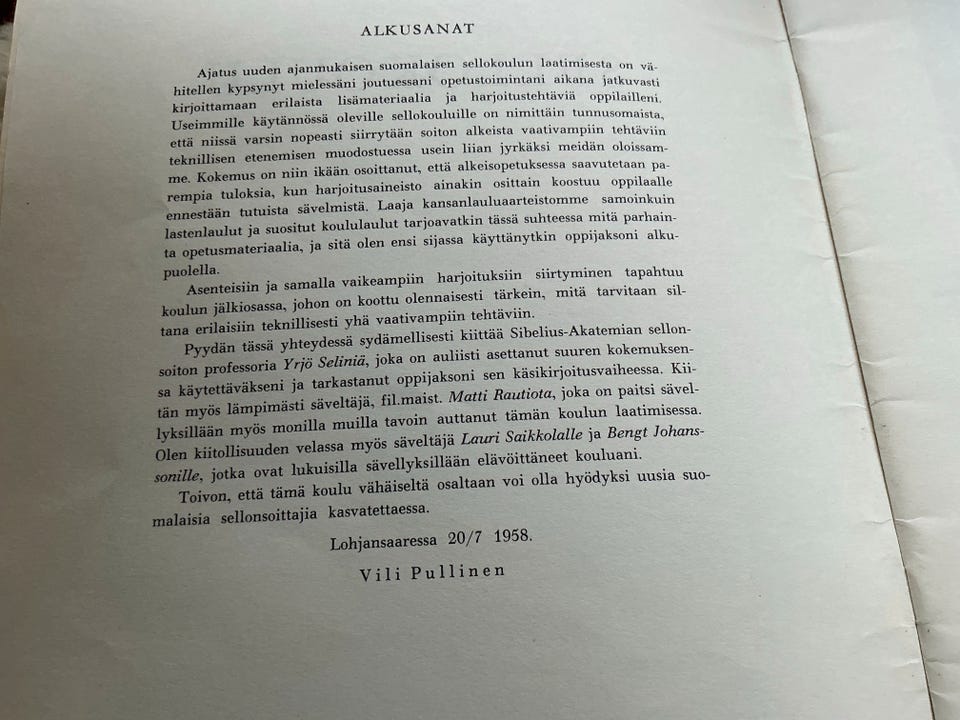 ALKUSANAT
Ajatus uuden ajanmukaisen suomalaisen sellokoulun laatimisesta on vä-
hitellen kypsynyt mielessäni joutuessani opetustoimintani aikana jatkuvasti
kirjoittamaan erilaista lisämateriaalia ja harjoitustehtäviä oppilailleni.
Useimmille käytännössä oleville sellokouluille on nimittäin tunnusomaista,
että niissä varsin nopeasti siirrytään soiton alkeista vaativampiin tehtäviin
teknillisen etenemisen muodostuessa usein liian jyrkäksi meidän oloissam-
me. Kokemus on niin ikään osoittanut, että alkeisopetuksessa saavutetaan pa-
rempia tuloksia, kun harjoitusaineisto ainakin osittain koostuu oppilaalle
ennestään tutuista sävelmistä. Laaja kansanlauluaarteistomme samoinkuin
lastenlaulut ja suositut koululaulut tarjoavatkin tässä suhteessa mitä parhain-
ta opetusmateriaalia, ja sitä olen ensi sijassa käyttänytkin oppijaksoni alku-
puolella.
Asenteisiin ja samalla vaikeampiin harjoituksiin siirtyminen tapahtuu
koulun jälkiosassa, johon on koottu olennaisesti tärkein, mitä tarvitaan sil-
tana erilaisiin teknillisesti yhä vaativampiin tehtäviin.
Pyydän tässä yhteydessä sydämellisesti kiittää Sibelius-Akatemian sellon-
soiton professoria Yrjö Seliniä, joka on auliisti asettanut suuren kokemuksen-
sa käytettäväkseni ja tarkastanut oppijaksoni sen käsikirjoitusvaiheessa. Kii-
tän myös lämpimästi säveltäjä, fil.maist. Matti Rautiota, joka on paitsi sävel-
lyksillään myös monilla muilla tavoin auttanut tämän koulun laatimisessa.
Olen kiitollisuuden velassa myös säveltäjä Lauri Saikkolalle ja Bengt Johans-
sonille, jotka ovat lukuisilla sävellyksillään elävöittäneet kouluani.
Toivon, että tämä koulu vähäiseltä osaltaan voi olla hyödyksi uusia suo-
malaisia sellonsoittajia kasvatettaessa.
Lohjansaaressa 20/7 1958.
Vili Pullinen